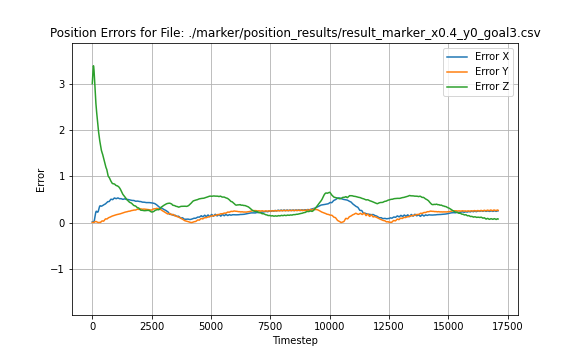 Position Errors for File: ./marker/position_results/result_marker_x0.4_y0_goal3.csv
Error X
Error Y
Error Z
3
2
1
0
−1
Error
0 2500 5000 7500 10000 12500 15000 17500
Timestep